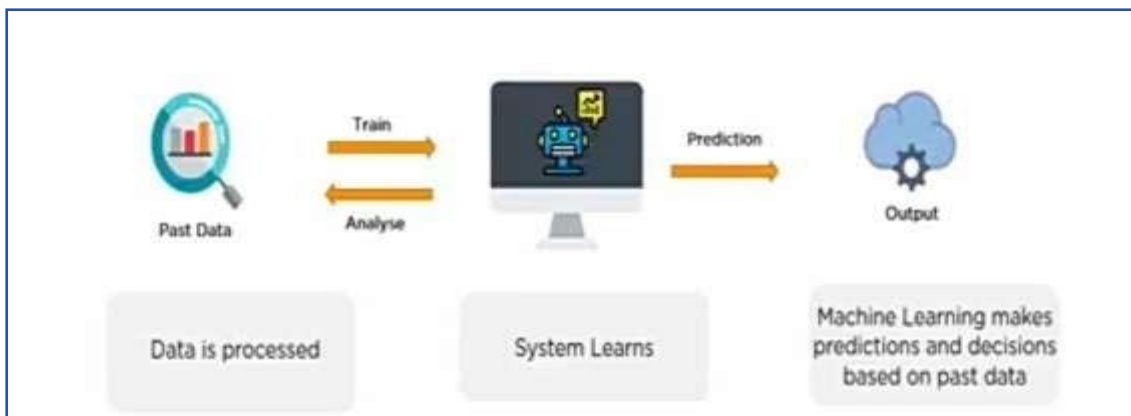 Train
Prediction
Analyse
Past Data
Output
Data is processed
System Learns
Machine Learning makes
predictions and decisions
based on past data